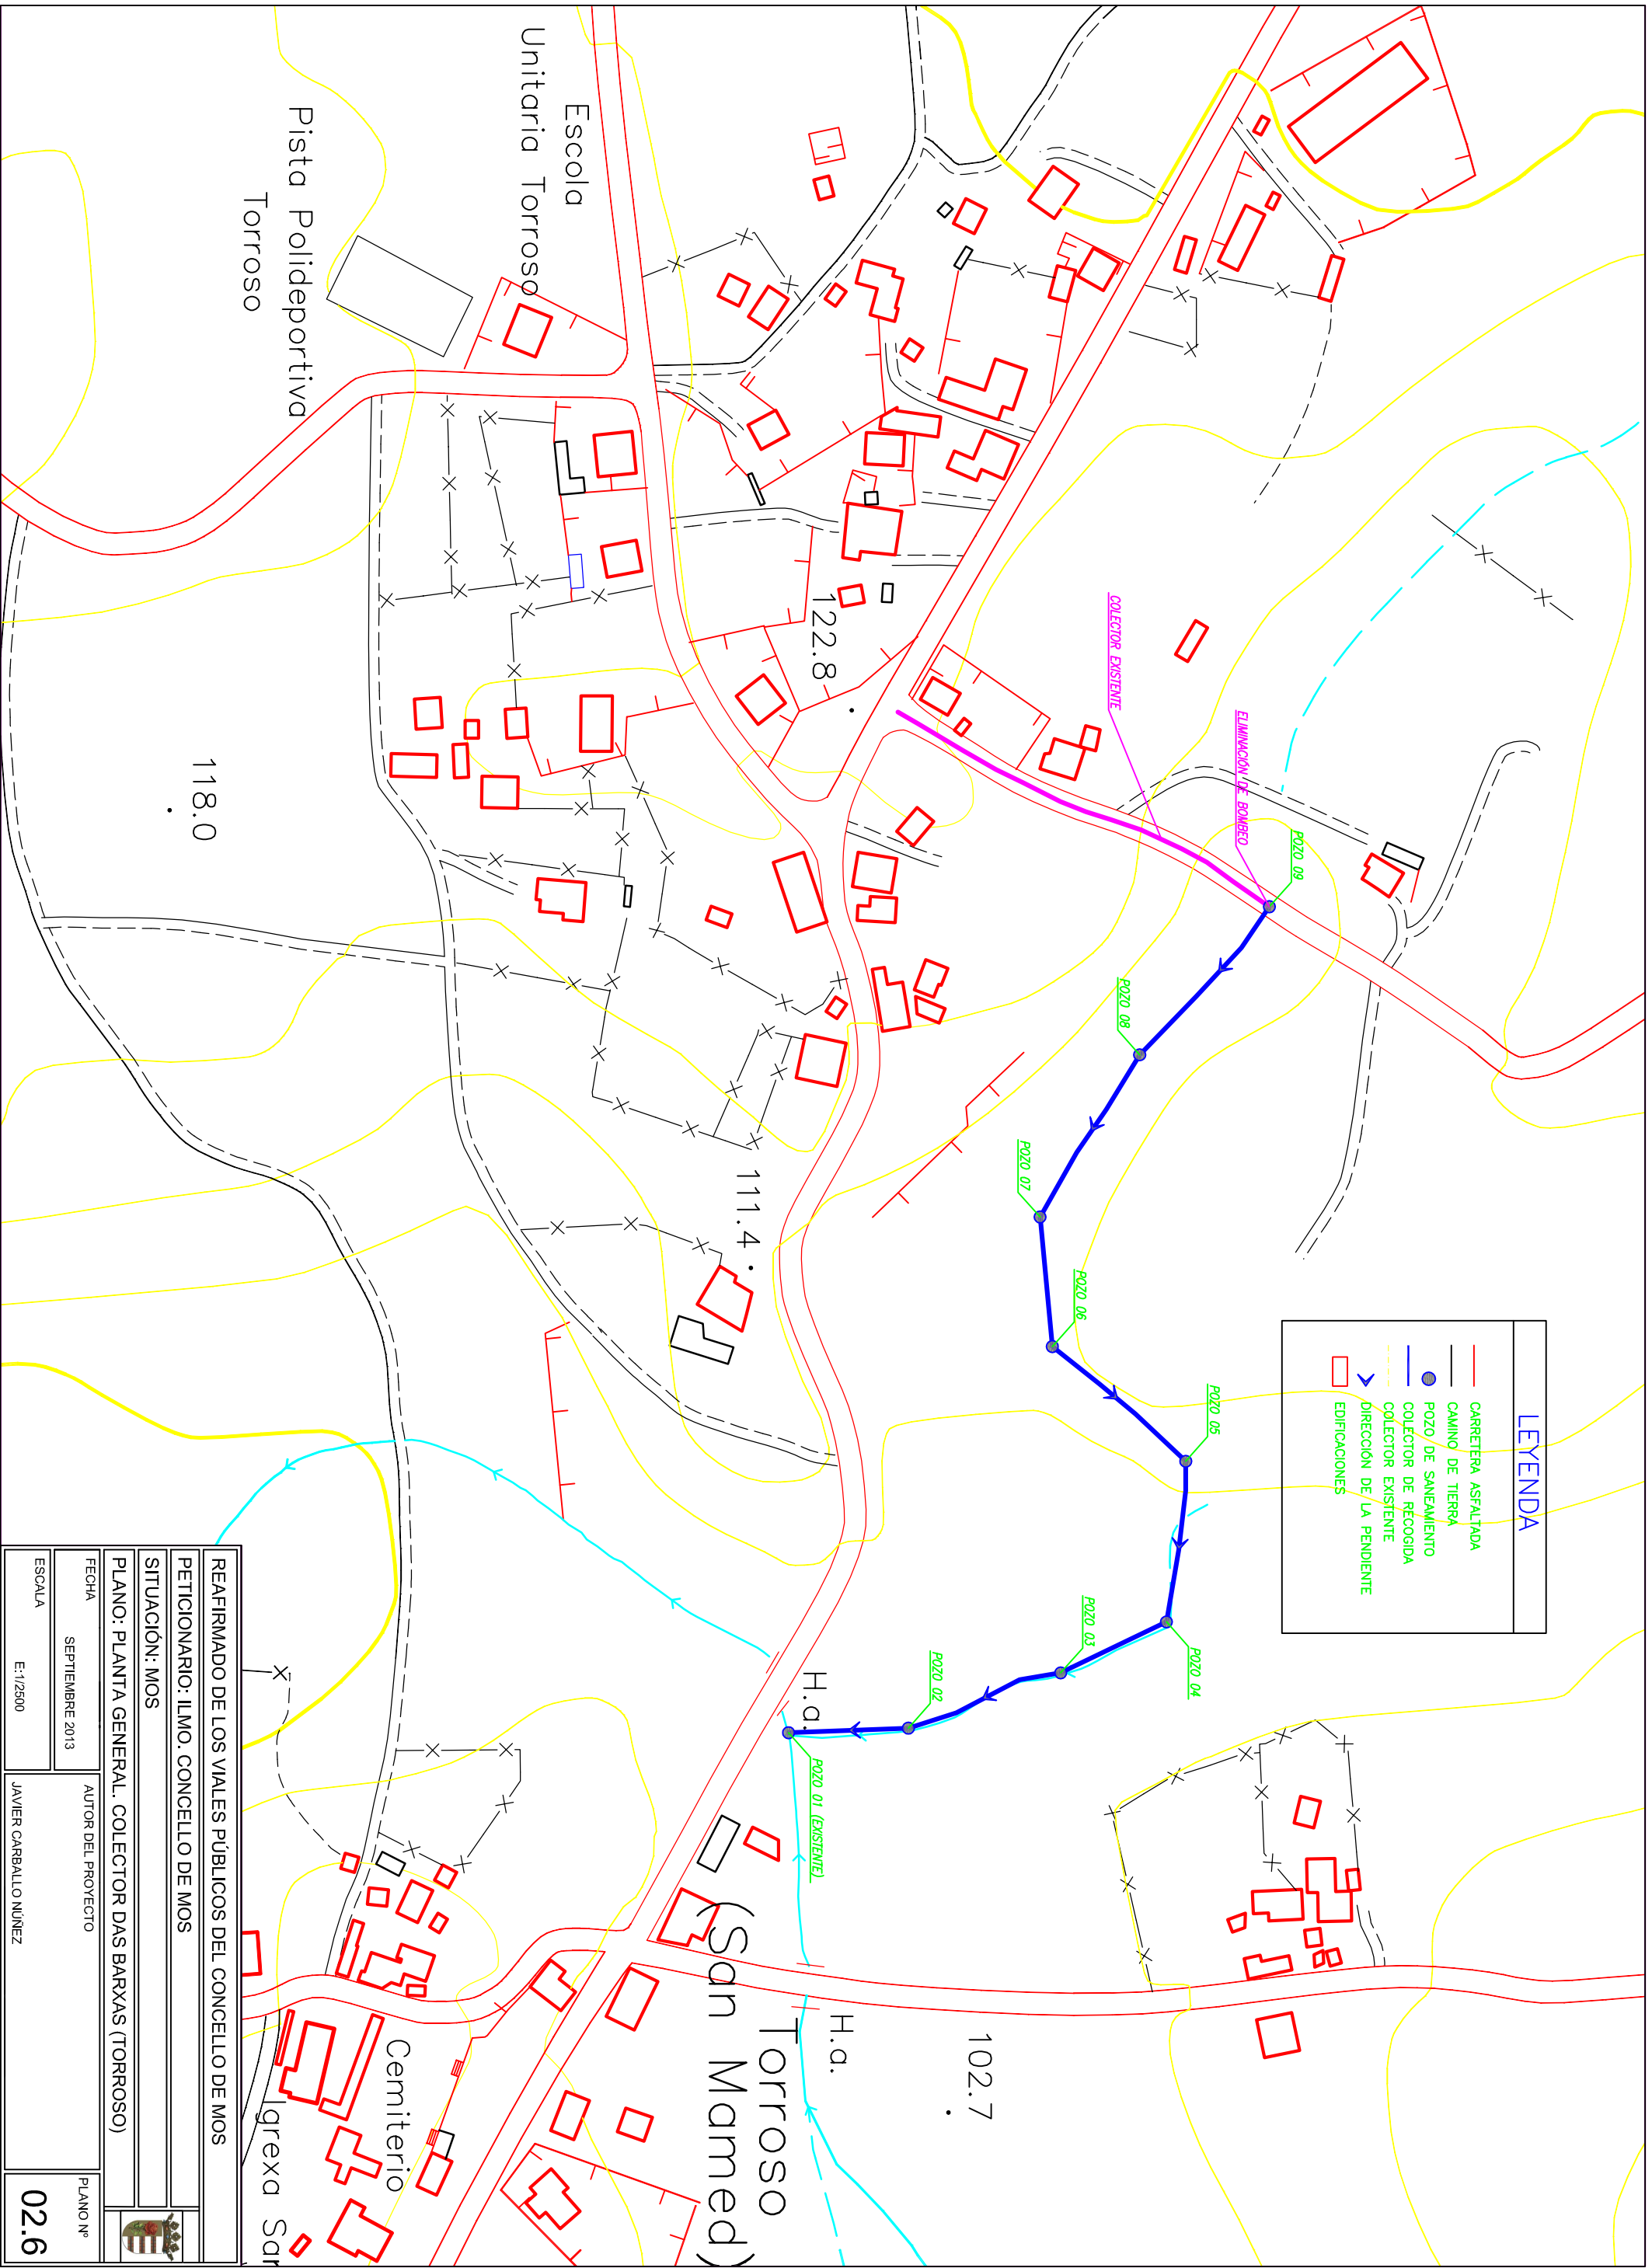 LEYENDA
CARRETERA ASFALTADA
CAMINO DE TIERRA
POZO DE SANEAMIENTO
COLECTOR DE RECOGIDA
COLECTOR EXISTENTE
DIRECCIÓN DE LA PENDIENTE
EDIFICACIONES
POZO 09
ELIMINACIÓN DE BOMBEO
COLECTOR EXISTENTE
POZO 08
POZO 07
POZO 06
POZO 05
POZO 04
POZO 03
POZO 02
POZO 01 (EXISTENTE)
102.7
H.a.
H.a.
122.8
Torroso
(San Mamed)
111.4
Escola
Unitaria Torroso
Pista Polideportiva
Torroso
118.0
Cemiterio
Igrexa San
REAFIRMADO DE LOS VIALES PÚBLICOS DEL CONCELLO DE MOS
PETICIONARIO: ILMO. CONCELLO DE MOS
SITUACIÓN: MOS
PLANO: PLANTA GENERAL. COLECTOR DAS BARXAS (TORROSO)
FECHA
SEPTIEMBRE 2013
AUTOR DEL PROYECTO
PLANO Nº
ESCALA
E:1/2500
JAVIER CARBALLO NÚÑEZ
02.6